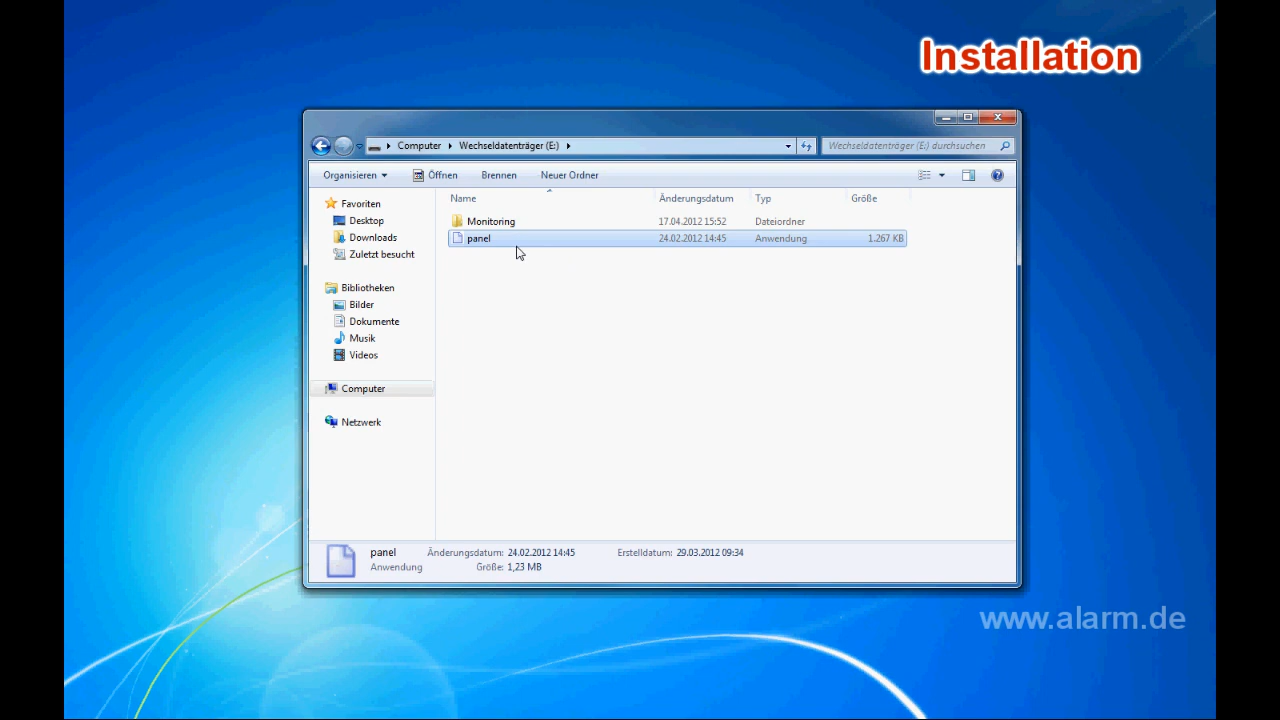 Installation
Computer Wechseldatenträger (E:) Wechseldatenträger (E:) durchsuchen
Organisieren Öffnen Brennen Neuer Ordner
Name Änderungsdatum Typ Größe
Favoriten
Desktop
Downloads
Zuletzt besucht
Bibliotheken
Bilder
Dokumente
Musik
Videos
Computer
Netzwerk
Monitoring 17.04.2012 15:52 Dateiordner
panel 24.02.2012 14:45 Anwendung 1.267 KB
panel Änderungsdatum: 24.02.2012 14:45 Erstelldatum: 29.03.2012 09:34
Anwendung Größe: 1,23 MB
www.alarm.de